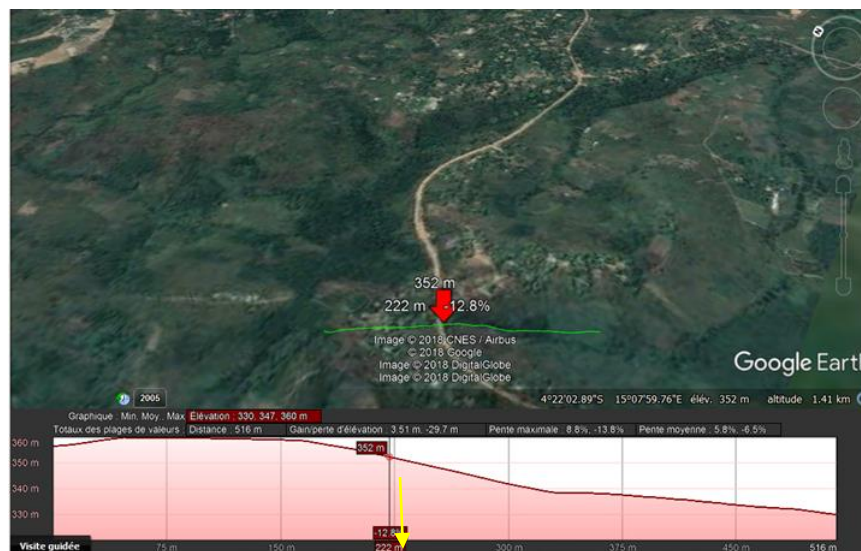 352 m
222 m -12.8%
Image © 2018 CNES / Airbus
© 2018 Google
Image © 2018 DigitalGlobe
Image © 2018 DigitalGlobe
Google Earth
2005
4°22'02.89"S 15°07'59.76"E élév. 352 m altitude 1.41 km
Graphique : Min, Moy., Max Élévation : 330, 347, 360 m
Totaux des plages de valeurs : Distance : 516 m Gain/perte d'élévation : 3.51 m, -29.7 m Pente maximale : 8.8%, -13.8% Pente moyenne : 5.8%, -6.5%
360 m
352 m
350 m
340 m
330 m
-12.8%
Visite guidée 75 m 150 m 222 m 300 m 375 m 450 m 516 m